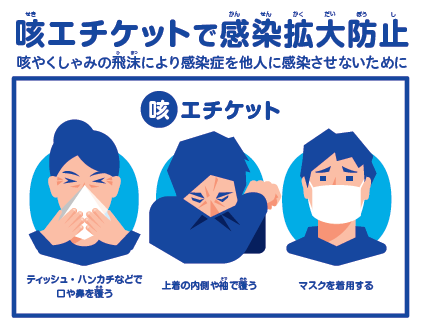 咳エチケットで感染拡大防止
咳やくしゃみの飛沫により感染症を他人に感染させないために
咳エチケット
ティッシュ・ハンカチなどで
口や鼻を覆う
上着の内側や袖で覆う
マスクを着用する